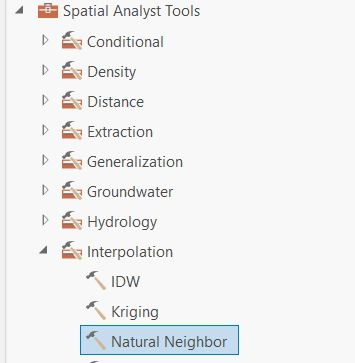 Spatial Analyst Tools
Conditional
Density
Distance
Extraction
Generalization
Groundwater
Hydrology
Interpolation
IDW
Kriging
Natural Neighbor